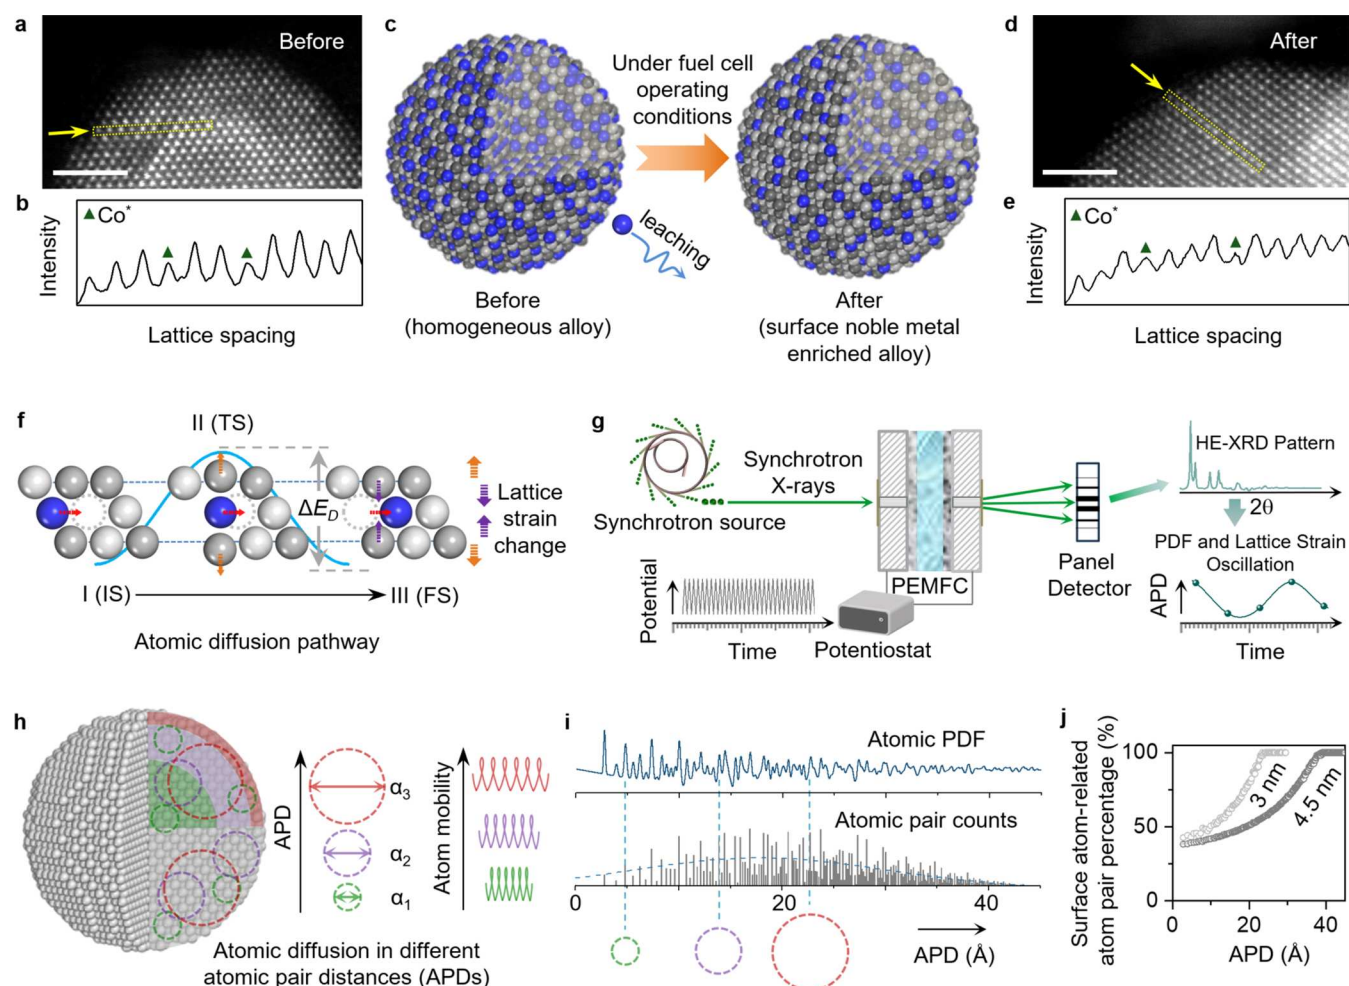 a
Before
b
Co*
Intensity
Lattice spacing
c
Under fuel cell
operating
conditions
leaching
Before
(homogeneous alloy)
After
(surface noble metal
enriched alloy)
d
After
e
Co*
Intensity
Lattice spacing
f
II (TS)
ΔE_D
Lattice
strain
change
I (IS)
III (FS)
Atomic diffusion pathway
g
Synchrotron
X-rays
Synchrotron source
Potential
Time
PEMFC
Potentiostat
Panel
Detector
HE-XRD Pattern
2θ
PDF and Lattice Strain
Oscillation
APD
Time
h
APD
α3
α2
α1
Atom mobility
Atomic diffusion in different
atomic pair distances (APDs)
i
Atomic PDF
Atomic pair counts
0 10 20 30 40
APD (Å)
j
Surface atom-related
atom pair percentage (%)
100
50
0
3 nm
4.5 nm
0 20 40
APD (Å)